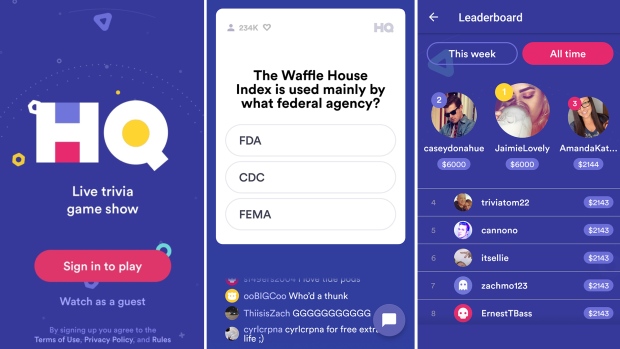 HQ
Live trivia
game show
Sign in to play
Watch as a guest
By signing up you agree to the
Terms of Use, Privacy Policy, and Rules
234K
HQ
The Waffle House
Index is used mainly by
what federal agency?
FDA
CDC
FEMA
I love tide pods
ooBIGCoo Who'd a thunk
ThiisisZach GGGGGGGGGGG
cyrlcrpna cyrlcrpna for free extra
life ;)
Leaderboard
This week
All time
2
1
3
caseydonahue
JaimieLovely
AmandaKat...
$6000
$6000
$2144
4 triviatom22 $2143
5 cannono $2143
6 itsellie $2143
7 zachmo123 $2143
8 ErnestTBass $2143